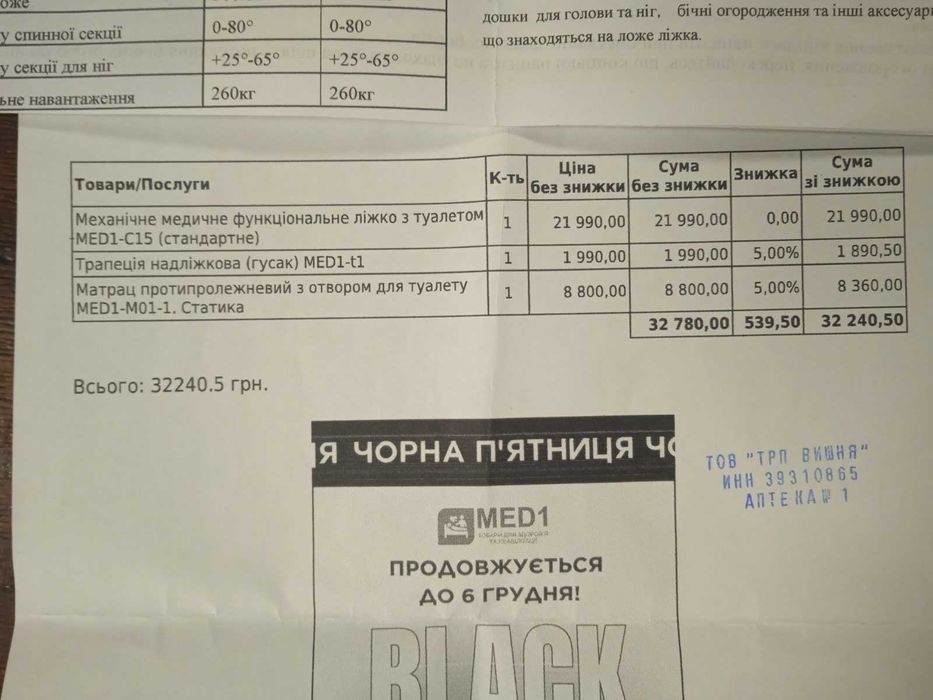 у спинної секції 0-80° 0-80°
у секції для ніг +25°-65° +25°-65°
навантаження 260кг 260кг
дошки для голови та ніг, бічні огородження та інші
що знаходяться на ложе ліжка.
Товари/Послуги К-ть Ціна без знижки Сума без знижки Знижка Сума зі знижкою
Механічне медичне функціональне ліжко з туалетом 1 21 990,00 21 990,00 0,00 21 990,00
MED1-C15 (стандартне)
Трапеція надліжкова (гусак) MED1-t1 1 1 990,00 1 990,00 5,00% 1 890,50
Матрац протипролежневий з отвором для туалету 1 8 800,00 8 800,00 5,00% 8 360,00
MED1-M01-1. Статика
32 780,00 539,50 32 240,50
Всього: 32240.5 грн.
ЧОРНА П'ЯТНИЦЯ
MED1
ПРОДОВЖУЄТЬСЯ
ДО 6 ГРУДНЯ!
BLACK
ТОВ "ТРП ВИШНЯ"
ИНН 39310865
АПТЕКА№ 1